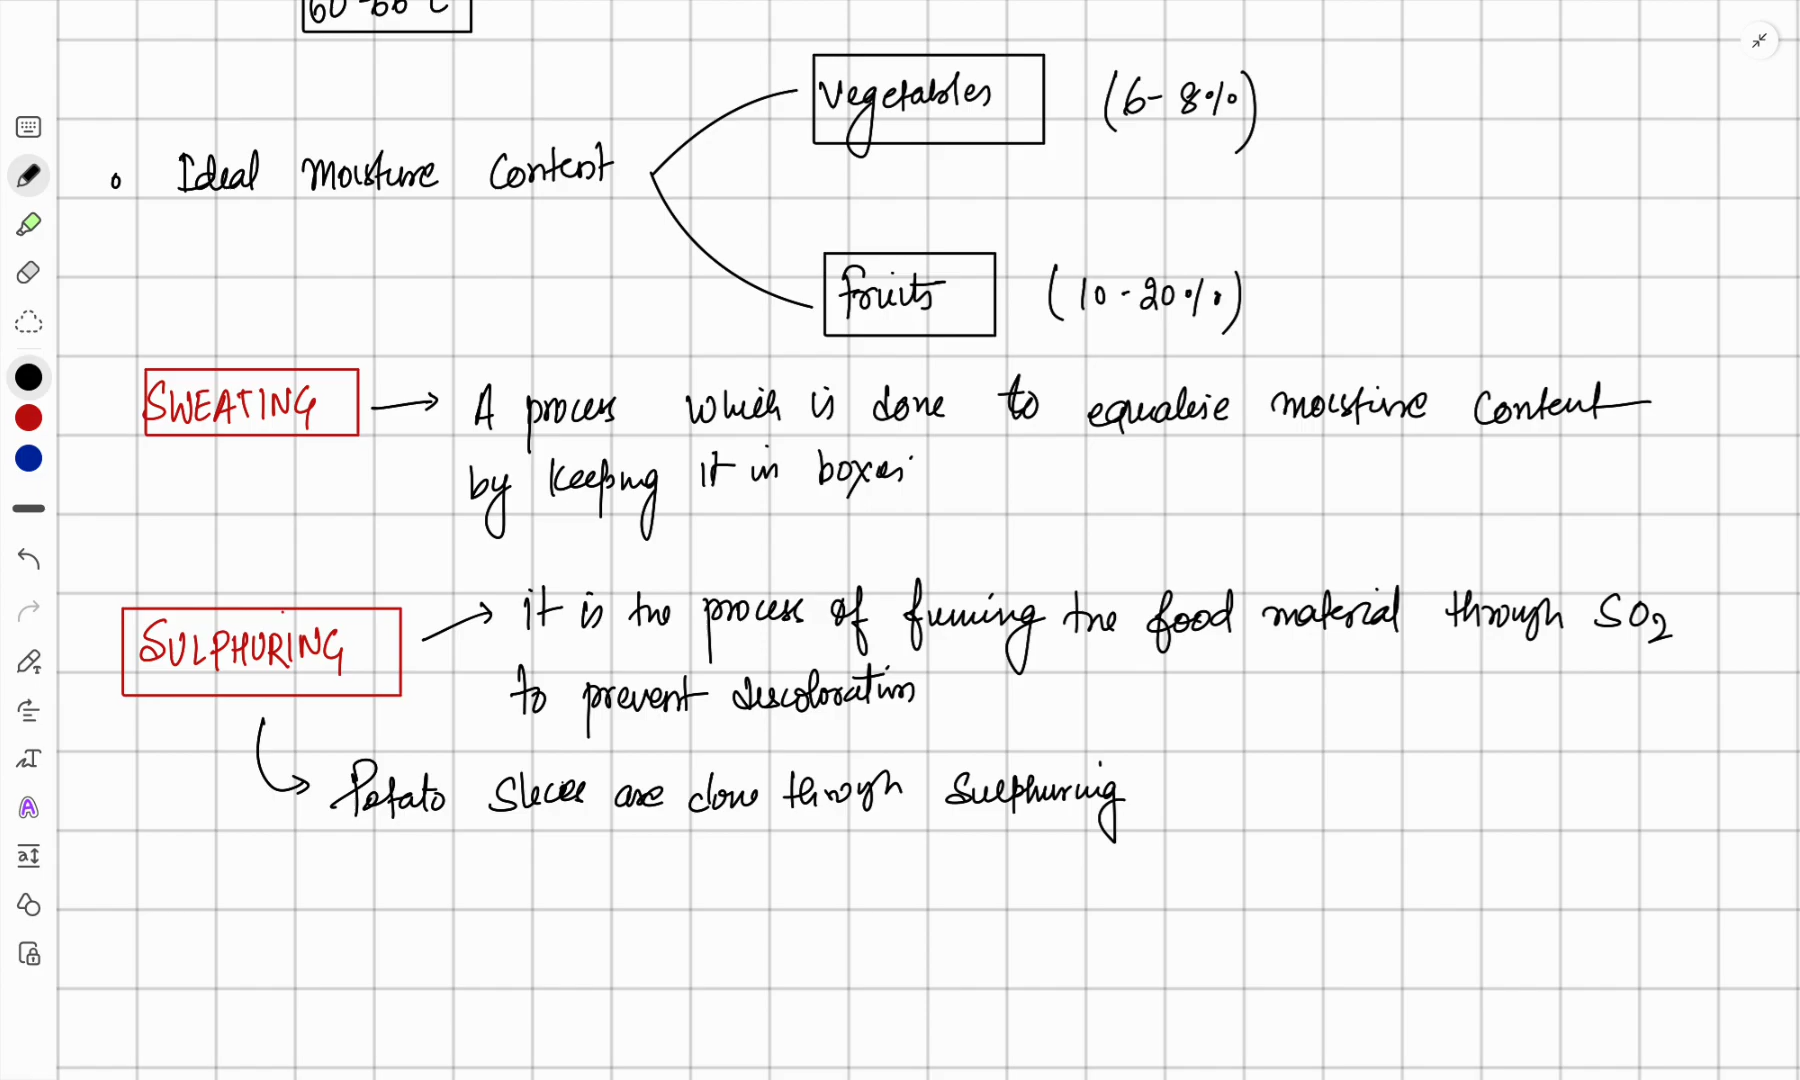 60-66°C
Vegetables (6-8%)
• Ideal Moisture Content
fruits (10-20%)
SWEATING → A process which is done to equalise moisture Content
by keeping it in boxes
SULPHURING → it is the process of fuming the food material through SO2
to prevent discoloration
Potato Slices are done through Sulphuring